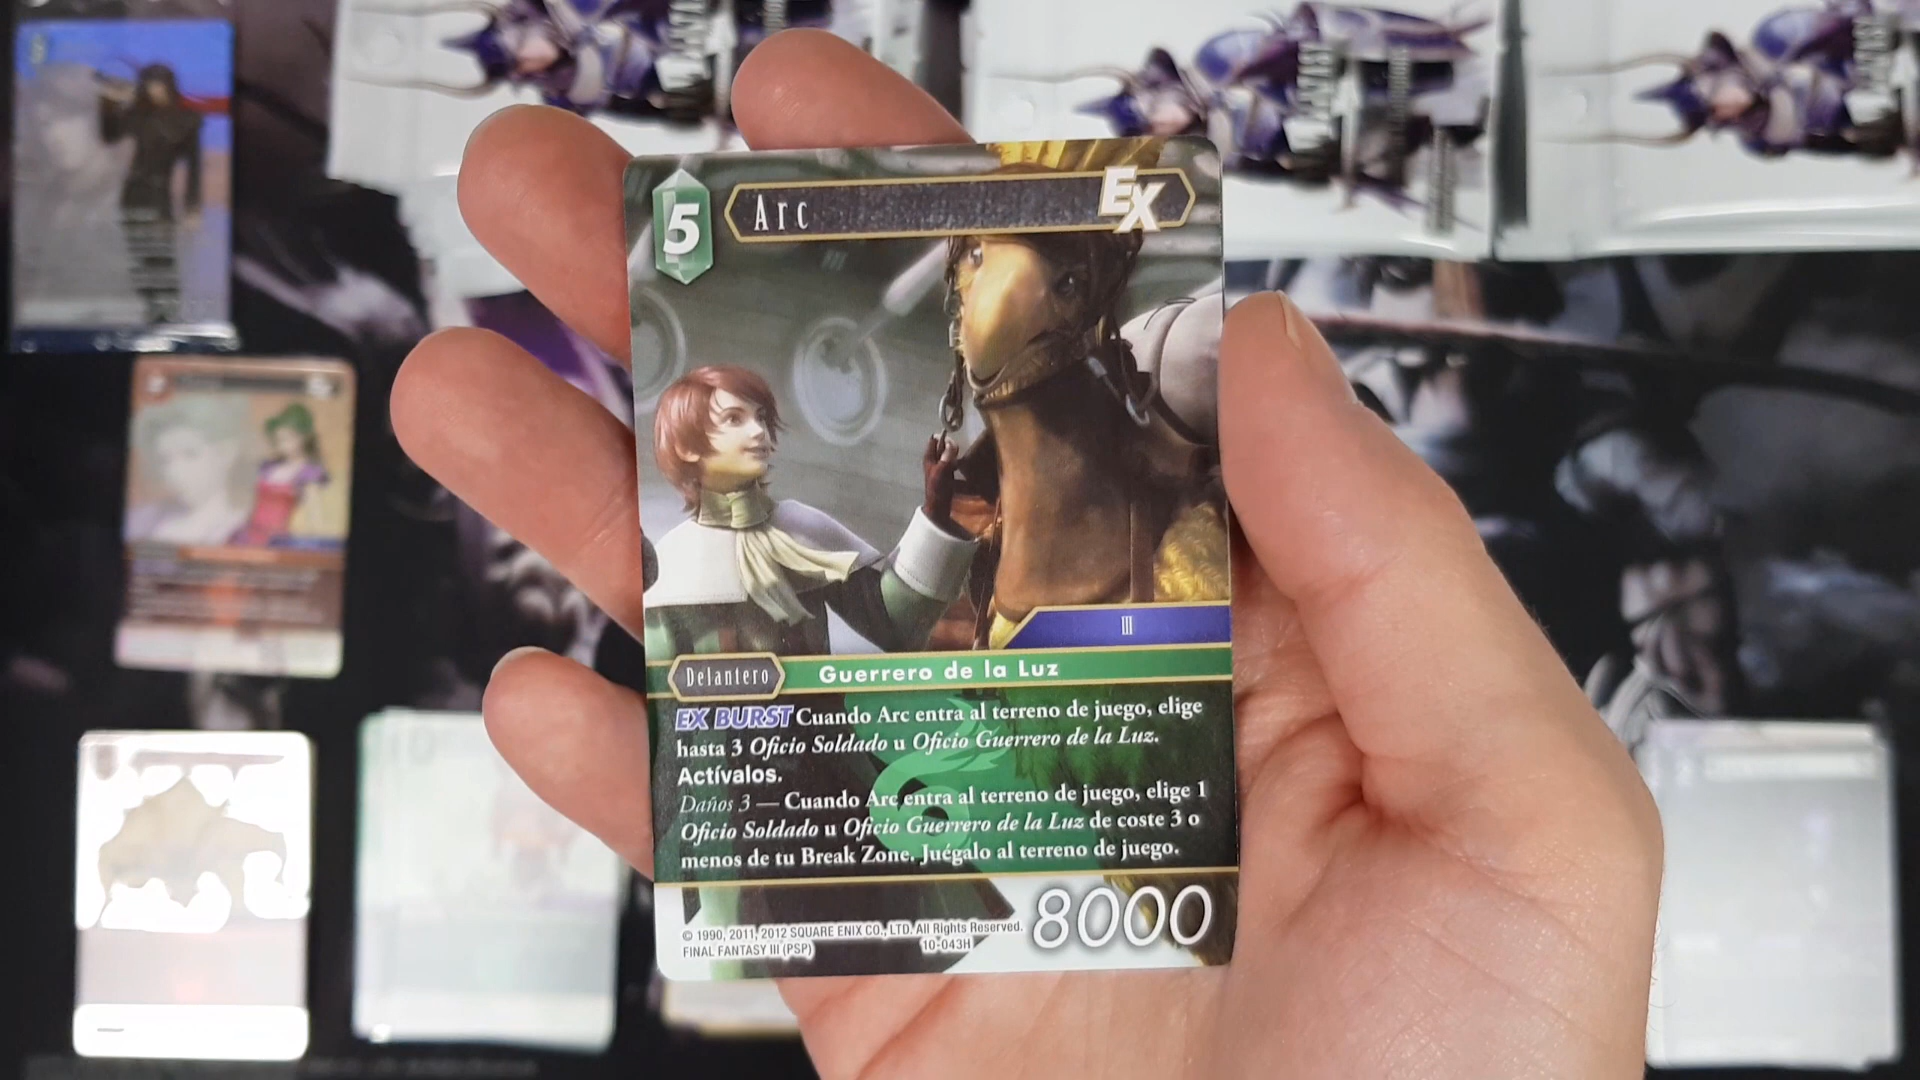 5
Arc
EX
III
Delantero
Guerrero de la Luz
EX BURST Cuando Arc entra al terreno de juego, elige
hasta 3 Oficio Soldado u Oficio Guerrero de la Luz.
Actívalos.
Daños 3 — Cuando Arc entra al terreno de juego, elige 1
Oficio Soldado u Oficio Guerrero de la Luz de coste 3 o
menos de tu Break Zone. Juégalo al terreno de juego.
8000
© 1990, 2011, 2012 SQUARE ENIX CO., LTD. All Rights Reserved.
FINAL FANTASY III (PSP)
10-043H